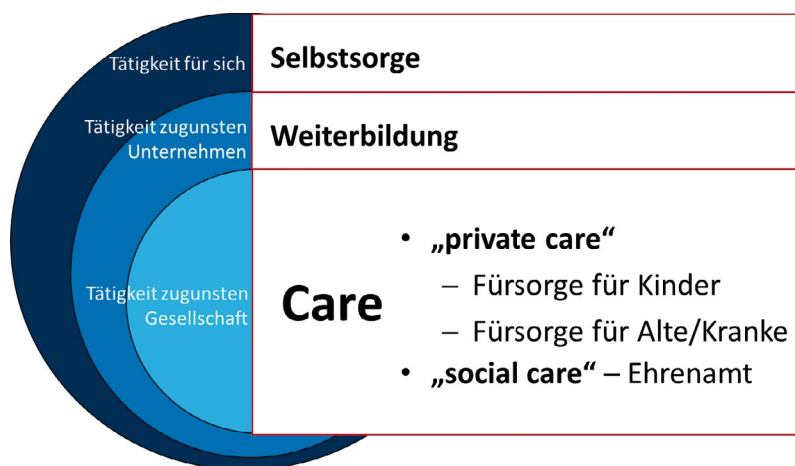 Tätigkeit für sich
Selbstsorge
Tätigkeit zugunsten
Unternehmen
Weiterbildung
Tätigkeit zugunsten
Gesellschaft
Care
• „private care“
– Fürsorge für Kinder
– Fürsorge für Alte/Kranke
• „social care“ – Ehrenamt